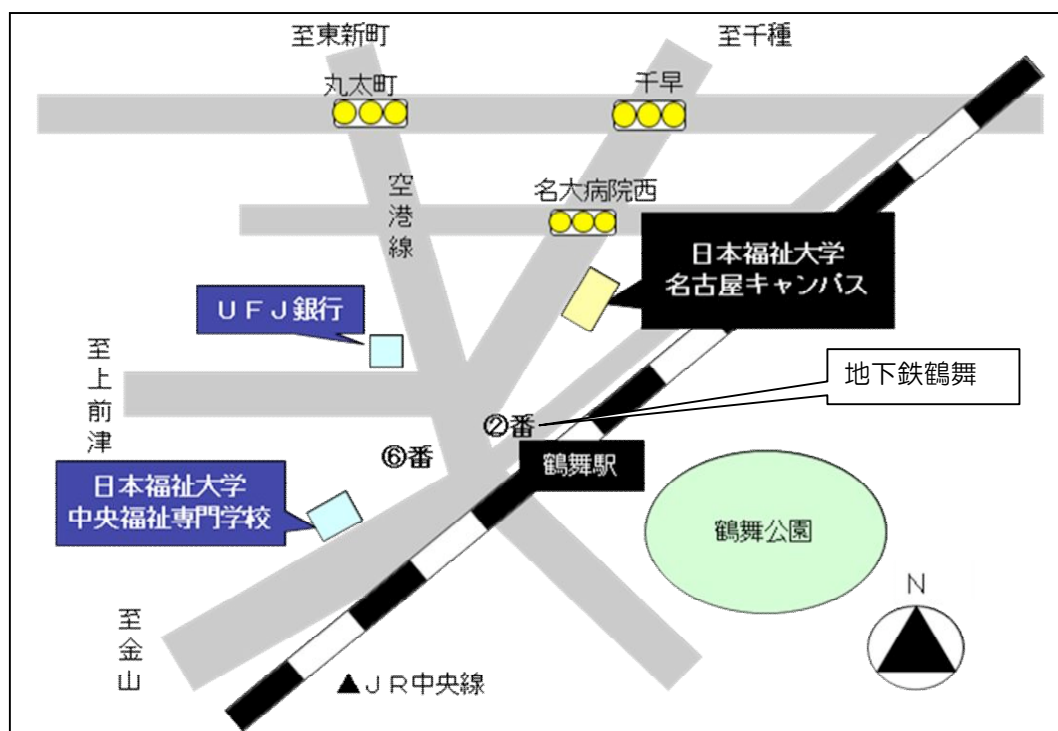 至東新町
至千種
丸太町
千早
空港線
名大病院西
日本福祉大学
名古屋キャンパス
UFJ銀行
至上前津
地下鉄鶴舞
②番
⑥番
鶴舞駅
日本福祉大学
中央福祉専門学校
鶴舞公園
N
至金山
▲JR中央線